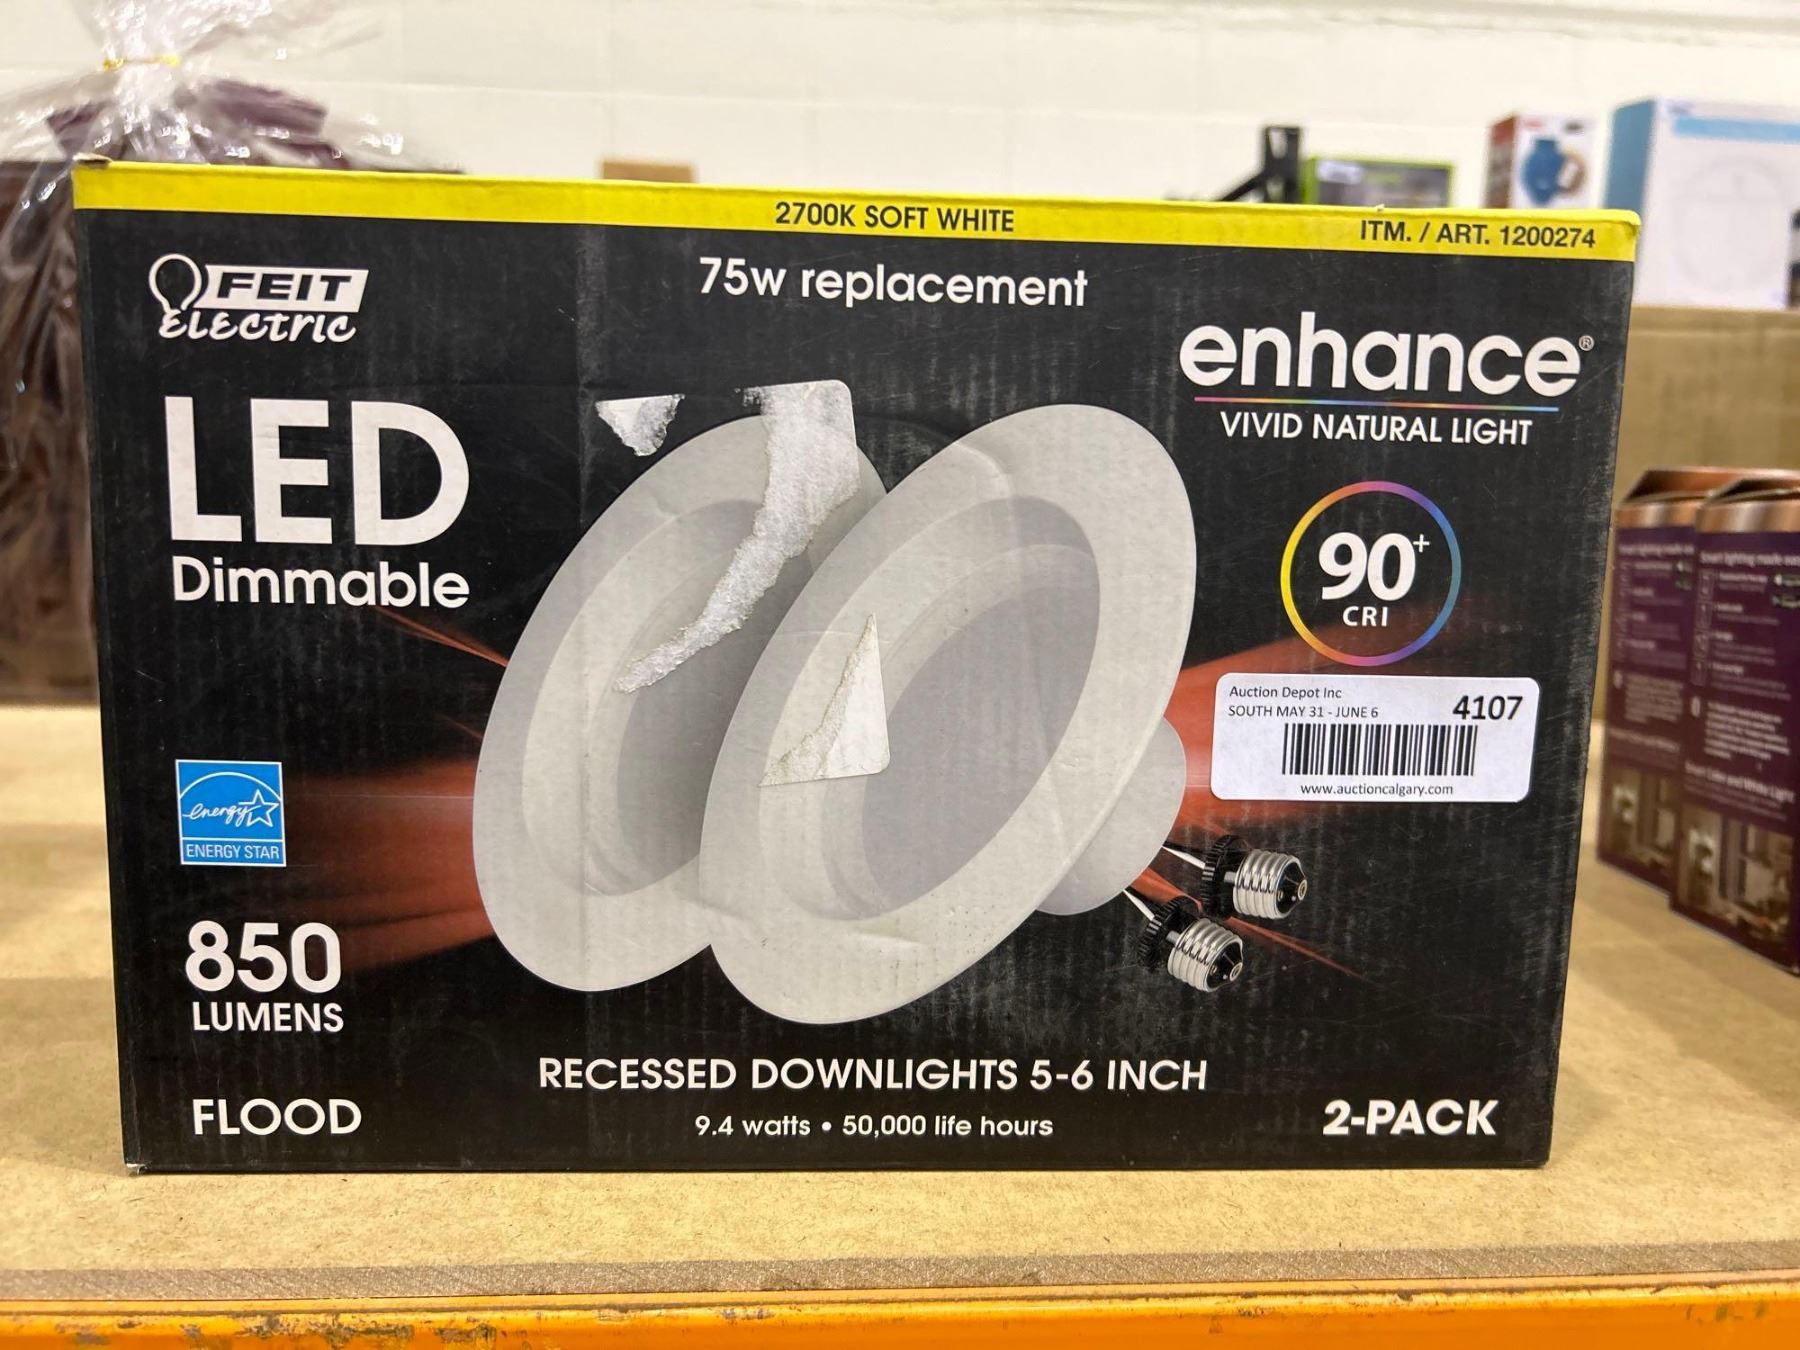 2700K SOFT WHITE
ITM. / ART. 1200274
FEIT
ELECTRIC
75w replacement
enhance®
VIVID NATURAL LIGHT
LED
Dimmable
90+
CRI
Auction Depot Inc
SOUTH MAY 31 - JUNE 6
4107
www.auctioncalgary.com
energy
ENERGY STAR
850
LUMENS
RECESSED DOWNLIGHTS 5-6 INCH
FLOOD
9.4 watts • 50,000 life hours
2-PACK